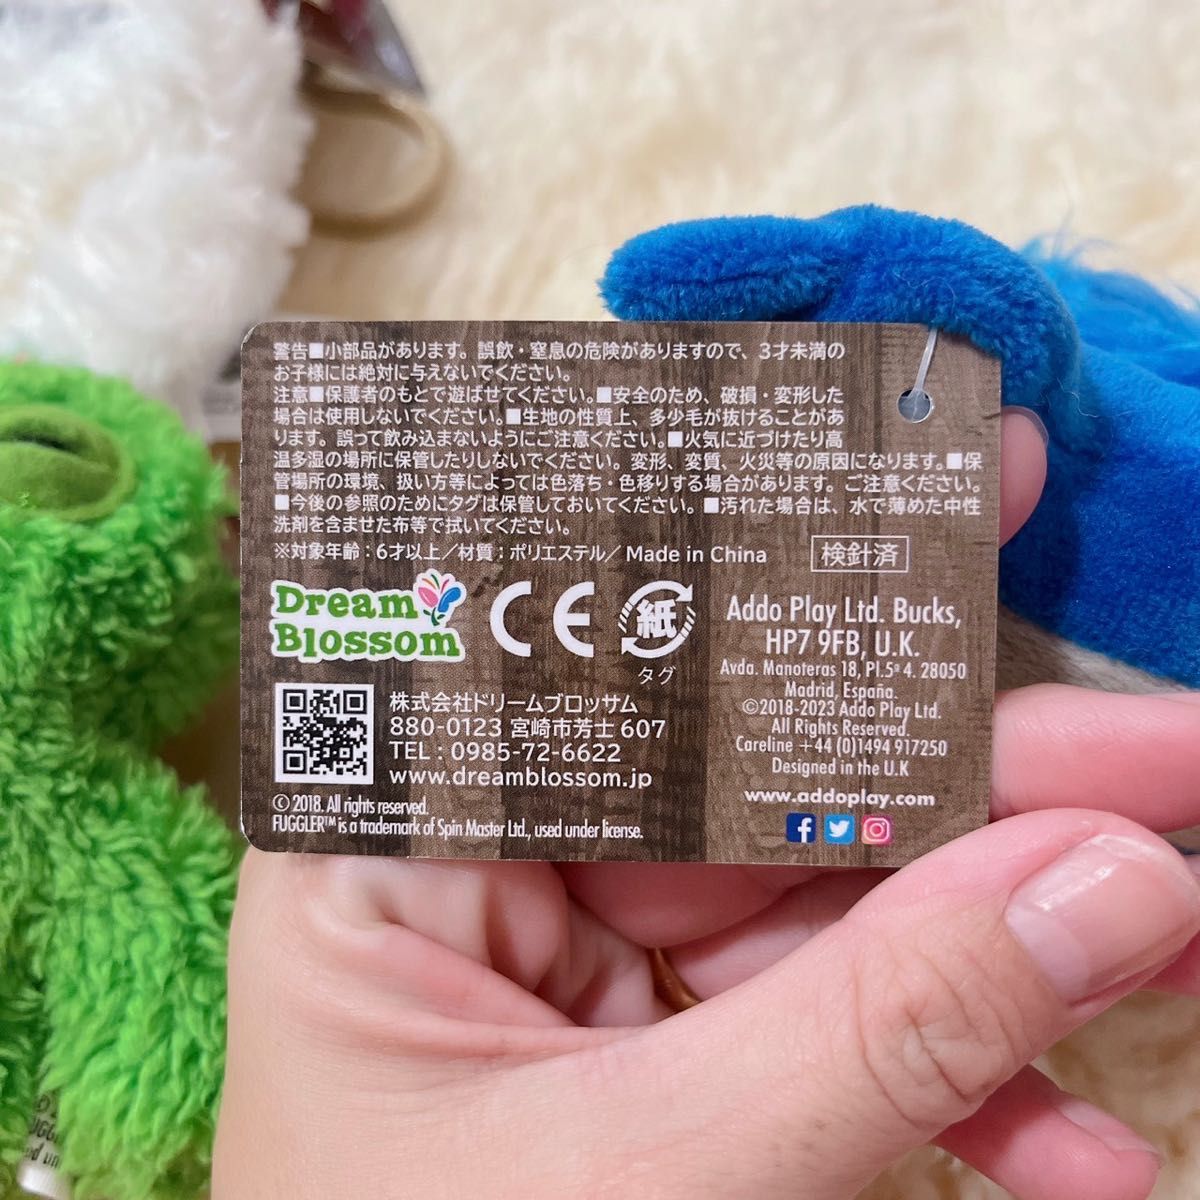 警告■小部品があります。誤飲・窒息の危険がありますので、3才未満の
お子様には絶対に与えないでください。
注意■保護者のもとで遊ばせてください。■安全のため、破損・変形した
場合は使用しないでください。■生地の性質上、多少毛が抜けることがあ
ります。誤って飲み込まないようにご注意ください。■火気に近づけたり高
温多湿の場所に保管したりしないでください。変形、変質、火災等の原因になります。■保
管場所の環境、扱い方等によっては色落ち・色移りする場合があります。ご注意ください。
■今後の参照のためにタグは保管しておいてください。■汚れた場合は、水で薄めた中性
洗剤を含ませた布等で拭いてください。
※対象年齢：6才以上／材質：ポリエステル／Made in China 検針済
Dream
Blossom
CE
紙
タグ
株式会社ドリームブロッサム
880-0123 宮崎市芳士 607
TEL : 0985-72-6622
www.dreamblossom.jp
© 2018. All rights reserved.
FUGGLER™ is a trademark of Spin Master Ltd., used under license.
Addo Play Ltd. Bucks,
HP7 9FB, U.K.
Avda. Manoteras 18, Pl.5ª 4. 28050
Madrid, España.
©2018-2023 Addo Play Ltd.
All Rights Reserved.
Careline +44 (0)1494 917250
Designed in the U.K
www.addoplay.com